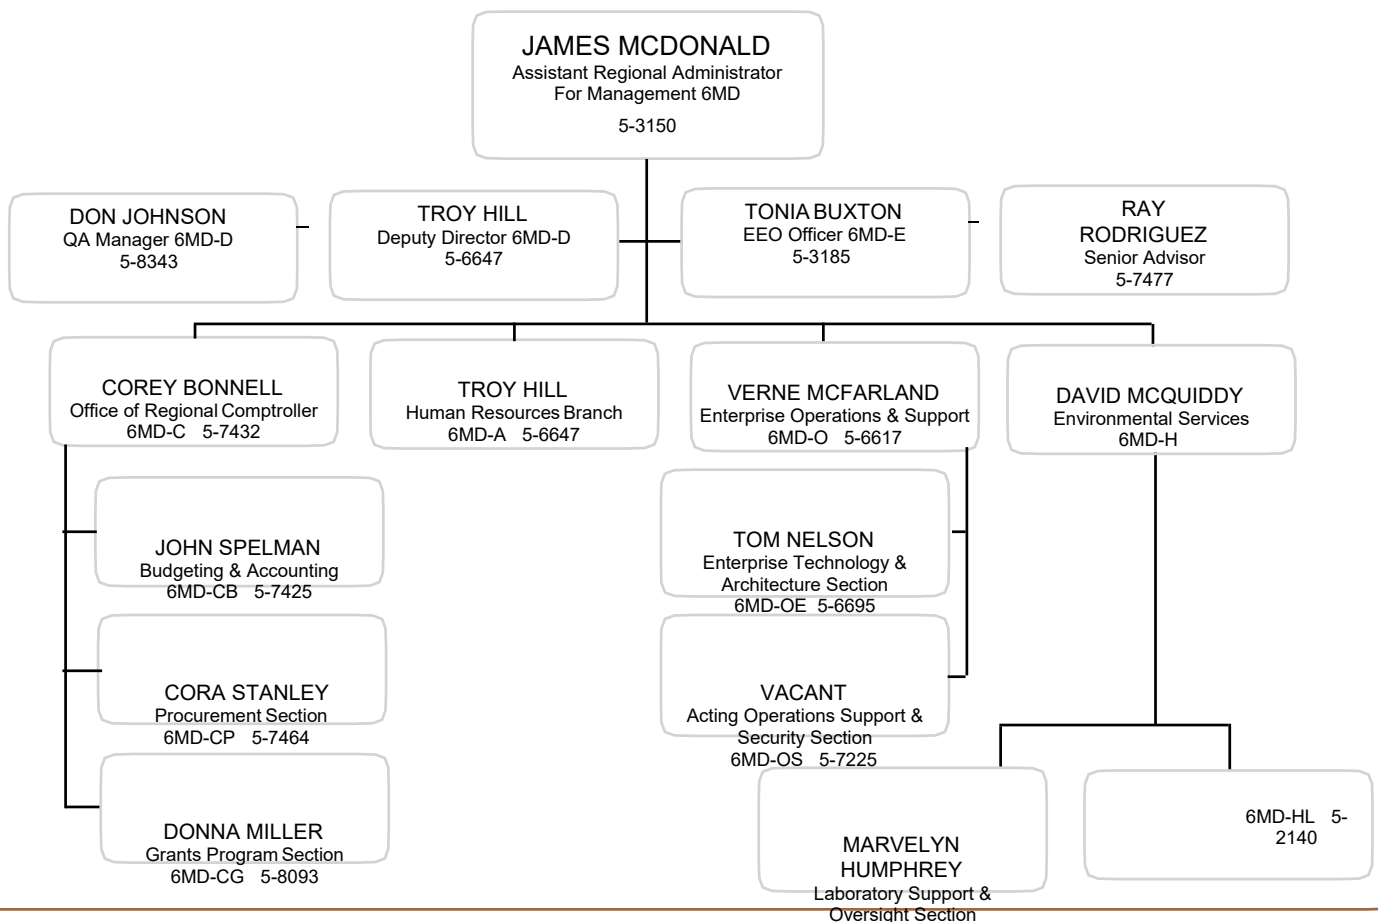 JAMES MCDONALD
Assistant Regional Administrator
For Management 6MD
5-3150
DON JOHNSON
QA Manager 6MD-D
5-8343
TROY HILL
Deputy Director 6MD-D
5-6647
TONIA BUXTON
EEO Officer 6MD-E
5-3185
RAY
RODRIGUEZ
Senior Advisor
5-7477
COREY BONNELL
Office of Regional Comptroller
6MD-C 5-7432
TROY HILL
Human Resources Branch
6MD-A 5-6647
VERNE MCFARLAND
Enterprise Operations & Support
6MD-O 5-6617
DAVID MCQUIDDY
Environmental Services
6MD-H
JOHN SPELMAN
Budgeting & Accounting
6MD-CB 5-7425
CORA STANLEY
Procurement Section
6MD-CP 5-7464
DONNA MILLER
Grants Program Section
6MD-CG 5-8093
TOM NELSON
Enterprise Technology &
Architecture Section
6MD-OE 5-6695
VACANT
Acting Operations Support &
Security Section
6MD-OS 5-7225
MARVELYN
HUMPHREY
Laboratory Support &
Oversight Section
6MD-HL 5-
2140